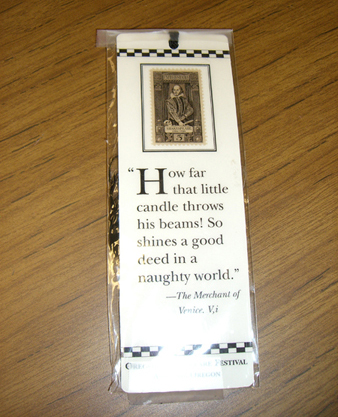 “How far
that little
candle throws
his beams! So
shines a good
deed in a
naughty world.”
—The Merchant of
Venice, V,i
FESTIVAL